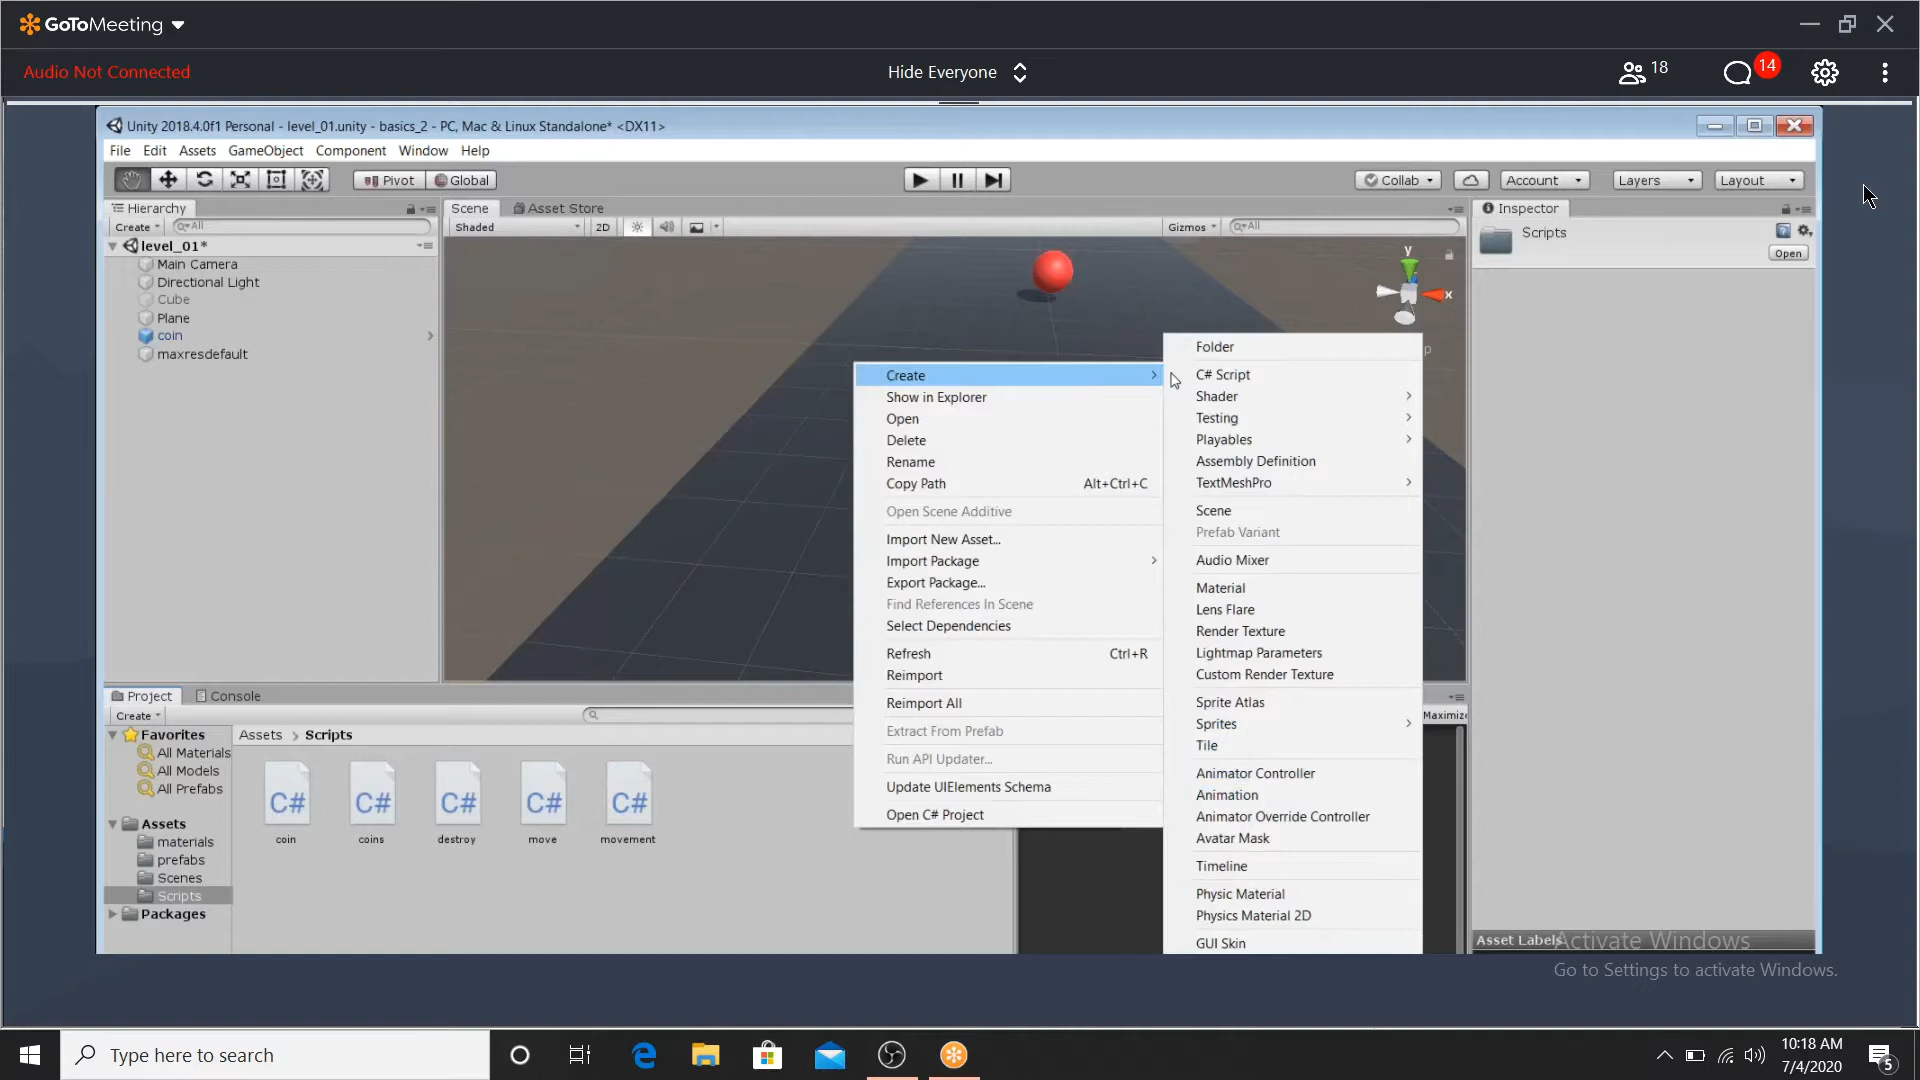 GoToMeeting
Audio Not Connected
Hide Everyone
18
14
Unity 2018.4.0f1 Personal - level_01.unity - basics_2 - PC, Mac & Linux Standalone* <DX11>
File Edit Assets GameObject Component Window Help
Pivot Global
Collab Account Layers Layout
Hierarchy
Create All
level_01*
Main Camera
Directional Light
Cube
Plane
coin
maxresdefault
Scene Asset Store
Shaded 2D Gizmos All
y
x
Inspector
Scripts
Open
Create
Show in Explorer
Open
Delete
Rename
Copy Path Alt+Ctrl+C
Open Scene Additive
Import New Asset...
Import Package
Export Package...
Find References In Scene
Select Dependencies
Refresh Ctrl+R
Reimport
Reimport All
Extract From Prefab
Run API Updater...
Update UIElements Schema
Open C# Project
Folder
C# Script
Shader
Testing
Playables
Assembly Definition
TextMeshPro
Scene
Prefab Variant
Audio Mixer
Material
Lens Flare
Render Texture
Lightmap Parameters
Custom Render Texture
Sprite Atlas
Sprites
Tile
Animator Controller
Animation
Animator Override Controller
Avatar Mask
Timeline
Physic Material
Physics Material 2D
GUI Skin
Project Console
Create
Favorites
All Materials
All Models
All Prefabs
Assets
materials
prefabs
Scenes
Scripts
Packages
Assets Scripts
C# C# C# C# C#
coin coins destroy move movement
Asset Labels
Activate Windows
Go to Settings to activate Windows.
Type here to search
10:18 AM
7/4/2020
5